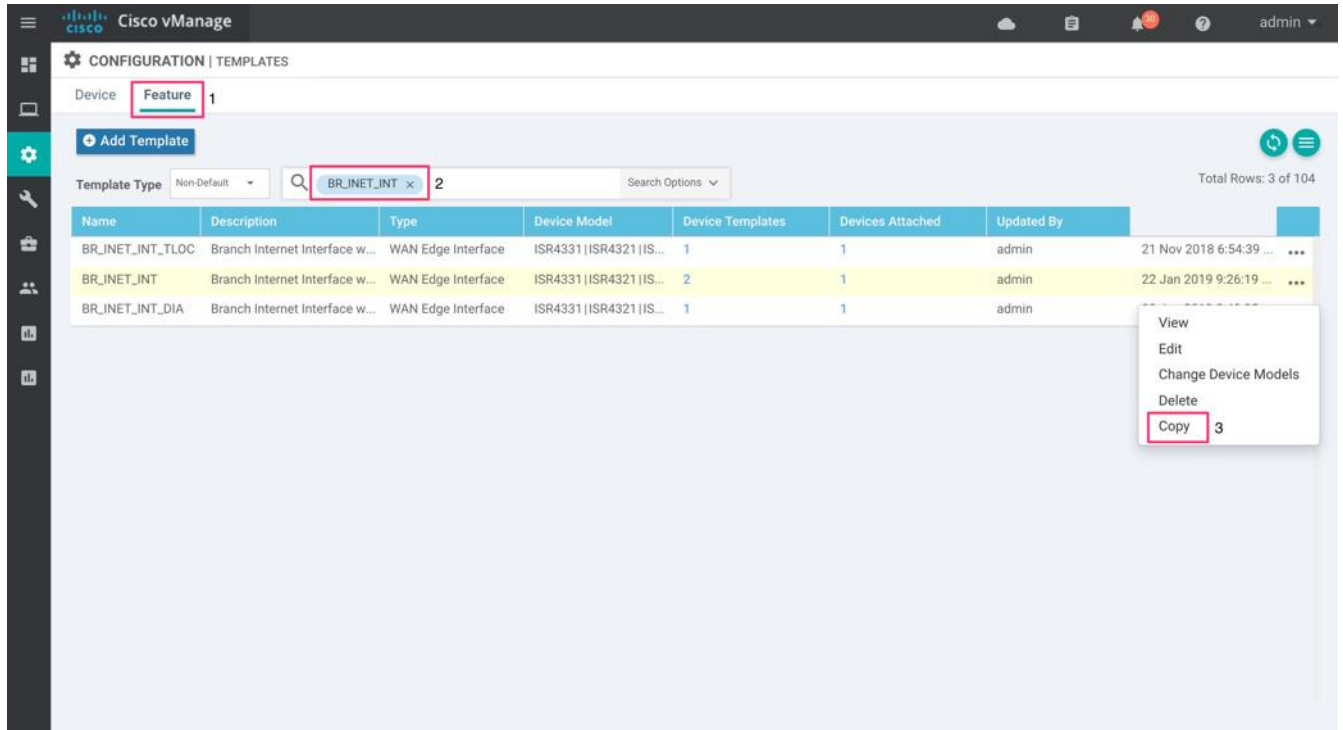 CISCO Cisco vManage 30 admin
CONFIGURATION | TEMPLATES
Device Feature 1
Add Template
Template Type Non-Default BR_INET_INT x 2 Search Options Total Rows: 3 of 104
Name Description Type Device Model Device Templates Devices Attached Updated By
BR_INET_INT_TLOC Branch Internet Interface w... WAN Edge Interface ISR4331|ISR4321|IS... 1 1 admin 21 Nov 2018 6:54:39 ... ...
BR_INET_INT Branch Internet Interface w... WAN Edge Interface ISR4331|ISR4321|IS... 2 1 admin 22 Jan 2019 9:26:19 ... ...
BR_INET_INT_DIA Branch Internet Interface w... WAN Edge Interface ISR4331|ISR4321|IS... 1 1 admin
View
Edit
Change Device Models
Delete
Copy 3